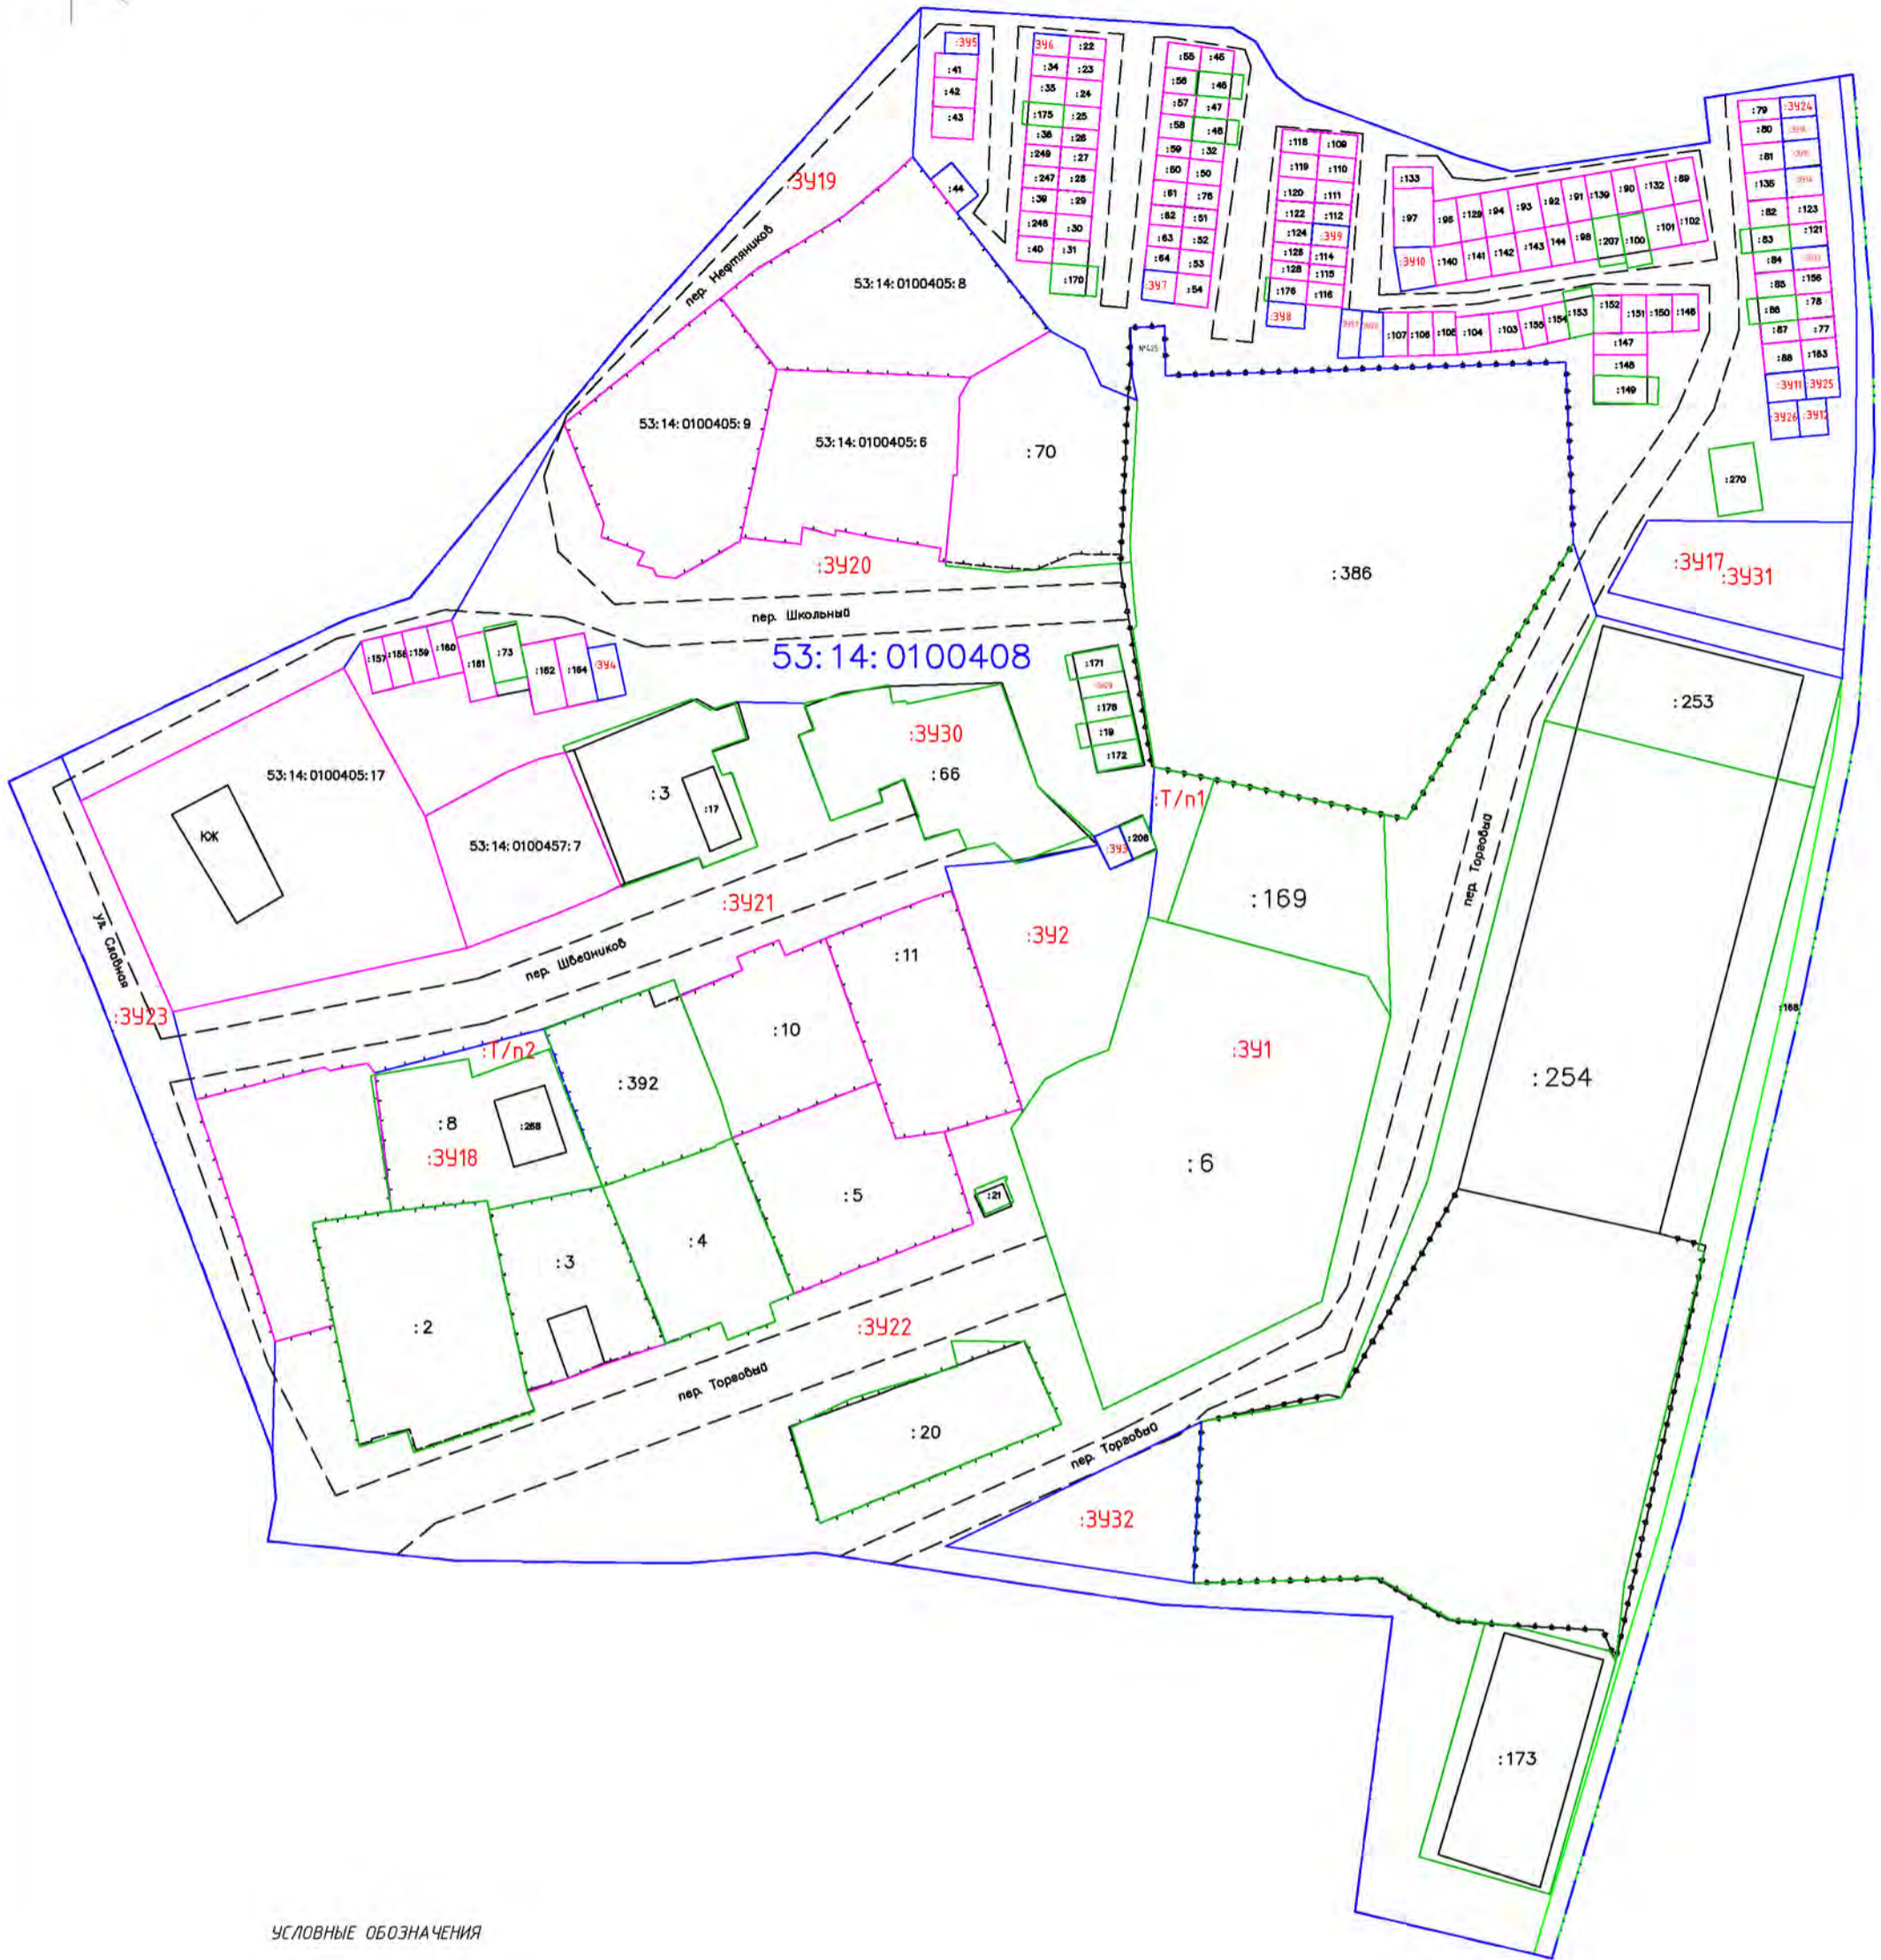 :ЗУ5
:41
:42
:43
:44
:ЗУ6 :22
:34 :23
:35 :24
:175 :25
:36 :26
:249 :27
:247 :28
:39 :29
:246 :30
:40 :31
:170
:55 :45
:56 :46
:57 :47
:58 :48
:59 :32
:60 :50
:61 :76
:62 :51
:63 :52
:64 :53
:ЗУ7 :54
:118 :109
:119 :110
:120 :111
:122 :112
:124 :ЗУ9
:126 :114
:128 :115
:176 :116
:ЗУ8
:133
:97
:ЗУ10
:95 :129 :94 :93 :92 :91 :139 :90 :132 :89
:140 :141 :142 :143 :144 :98 :207 :100 :101 :102
:107 :106 :105 :104 :103 :155 :154 :153 :152 :151 :150 :148
:147
:148
:149
:79 :ЗУ24
:80
:81
:135
:82 :123
:83 :121
:84
:85 :156
:86 :78
:87 :77
:88 :163
:ЗУ11 :ЗУ25
:ЗУ26 :ЗУ12
:270
:ЗУ19
пер. Нефтяников
53:14:0100405:8
53:14:0100405:9
53:14:0100405:6
:70
:386
:ЗУ17
:ЗУ31
:ЗУ20
пер. Школьный
53:14:0100408
:157 :158 :159 :160
:161 :73 :162 :164 :ЗУ4
:171
:178
:19
:172
:253
:ЗУ30
:66
53:14:0100405:17
КЖ
:3
:17
53:14:0100457:7
:Т/п1
:ЗУ3 :206
:169
пер. Торговый
:ЗУ21
:ЗУ2
ул. Славная
пер. Швейников
:11
:10
:ЗУ23
:168
:Т/п2
:392
:ЗУ1
:254
:8
:268
:ЗУ18
:6
:5
:21
:4
:3
:2
:ЗУ22
пер. Торговый
:20
пер. Торговый
:ЗУ32
:173
УСЛОВНЫЕ ОБОЗНАЧЕНИЯ